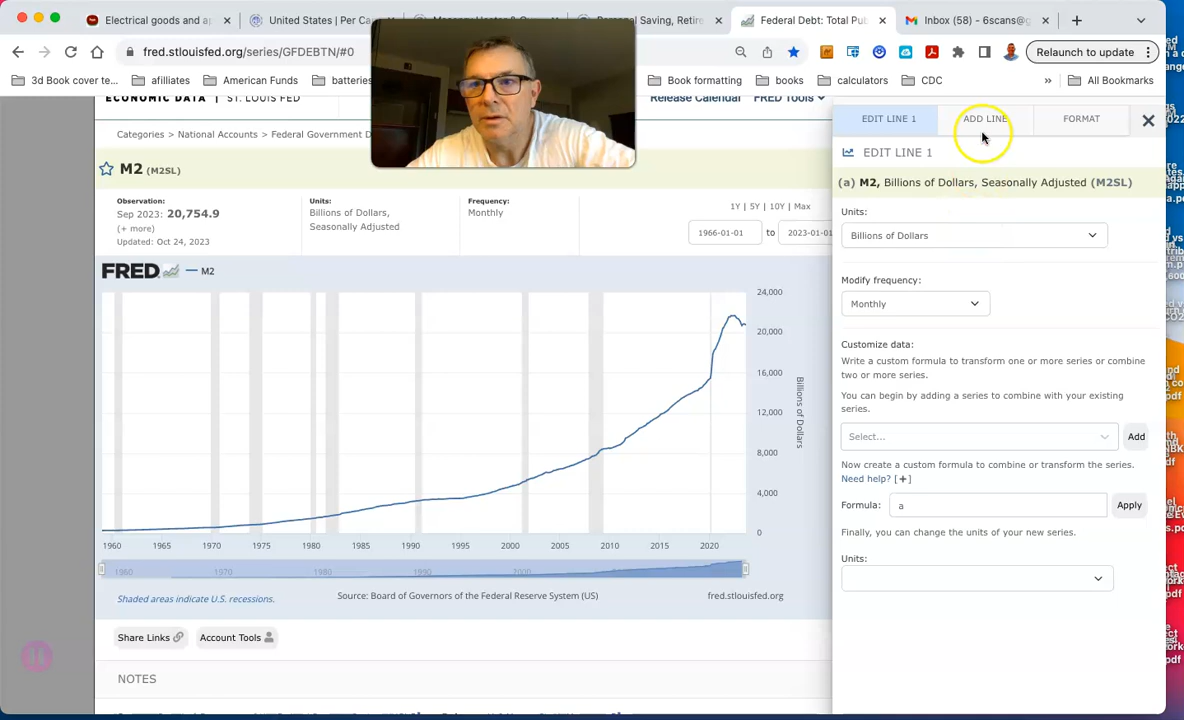 Electrical goods and ap
United States | Per Ca
Personal Saving, Retire
Federal Debt: Total Pu
Inbox (58) - 6scans@g
fred.stlouisfed.org/series/GFDEBTN/#0
Relaunch to update
3d Book cover te...
afiliates
American Funds
batteries
Book formatting
books
calculators
CDC
»
All Bookmarks
ECONOMIC DATA | ST. LOUIS FED
Release Calendar
FRED Tools
Categories > National Accounts > Federal Government D
M2 (M2SL)
Observation:
Sep 2023: 20,754.9
(+ more)
Updated: Oct 24, 2023
Units:
Billions of Dollars,
Seasonally Adjusted
Frequency:
Monthly
1Y | 5Y | 10Y | Max
1966-01-01 to 2023-01-01
FRED
M2
24,000
20,000
16,000
12,000
8,000
4,000
0
Billions of Dollars
1960 1965 1970 1975 1980 1985 1990 1995 2000 2005 2010 2015 2020
1960 1970 1980 1990 2000
Shaded areas indicate U.S. recessions.
Source: Board of Governors of the Federal Reserve System (US)
fred.stlouisfed.org
Share Links
Account Tools
NOTES
EDIT LINE 1
ADD LINE
FORMAT
EDIT LINE 1
(a) M2, Billions of Dollars, Seasonally Adjusted (M2SL)
Units:
Billions of Dollars
Modify frequency:
Monthly
Customize data:
Write a custom formula to transform one or more series or combine
two or more series.
You can begin by adding a series to combine with your existing
series.
Select...
Add
Now create a custom formula to combine or transform the series.
Need help? [+]
Formula: a
Apply
Finally, you can change the units of your new series.
Units: